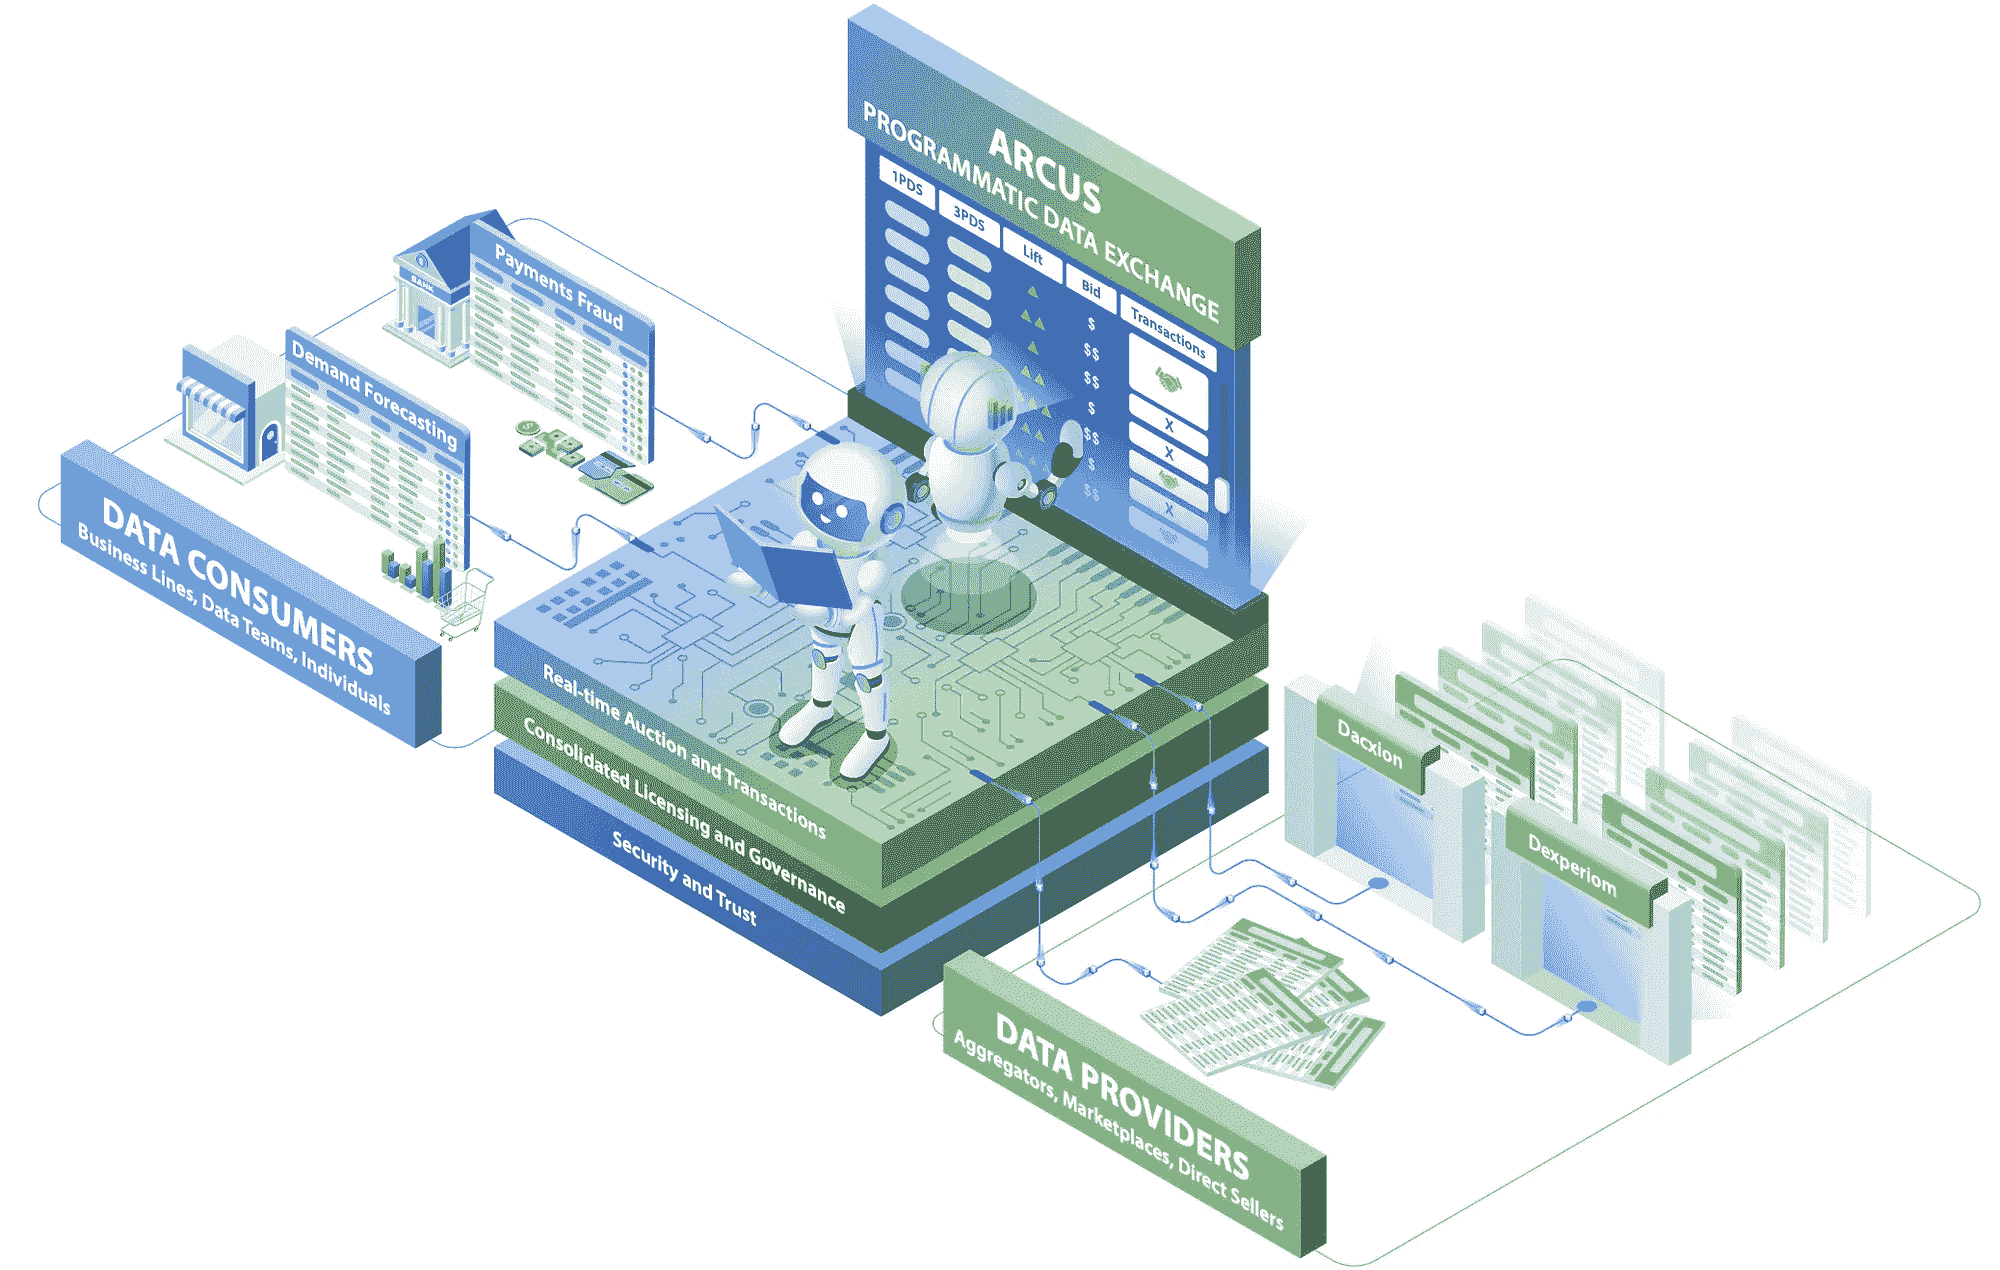 ARCUS
PROGRAMMATIC DATA EXCHANGE
1PDS
3PDS
Lift
Bid
Transactions
$
$$
$$
$
$$
$
$$
X
X
X
BANK
Payments Fraud
Demand Forecasting
DATA CONSUMERS
Business Lines, Data Teams, Individuals
Real-time Auction and Transactions
Consolidated Licensing and Governance
Security and Trust
Dacxion
Dexperiom
DATA PROVIDERS
Aggregators, Marketplaces, Direct Sellers